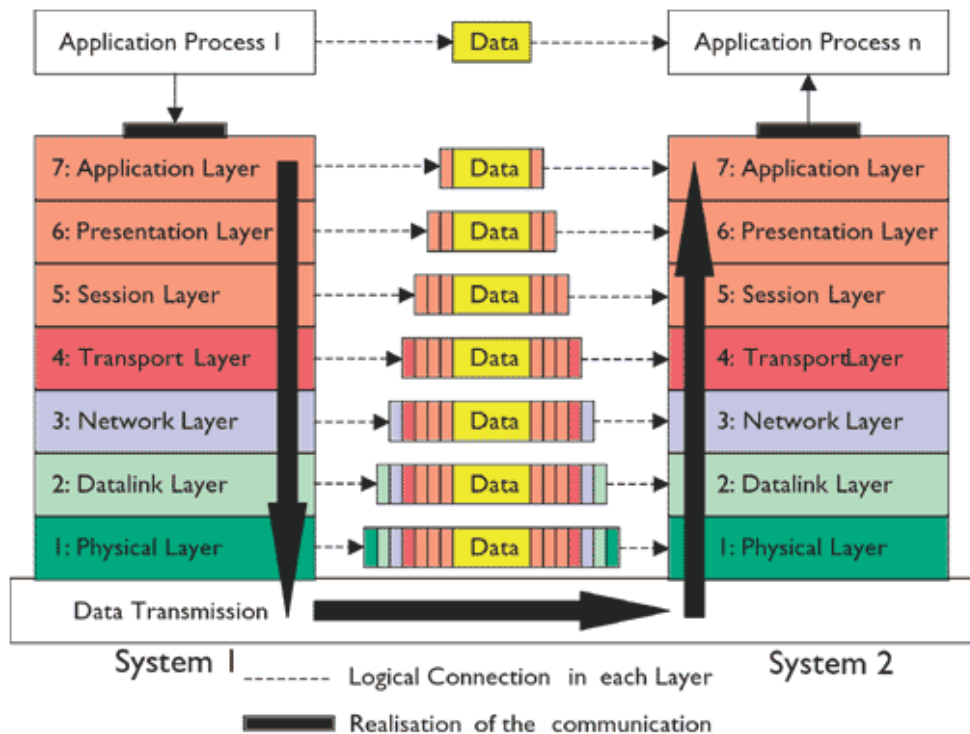 Application Process 1
Data
Application Process n
7: Application Layer
Data
7: Application Layer
6: Presentation Layer
Data
6: Presentation Layer
5: Session Layer
Data
5: Session Layer
4: Transport Layer
Data
4: TransportLayer
3: Network Layer
Data
3: Network Layer
2: Datalink Layer
Data
2: Datalink Layer
1: Physical Layer
Data
1: Physical Layer
Data Transmission
System 1
System 2
Logical Connection in each Layer
Realisation of the communication